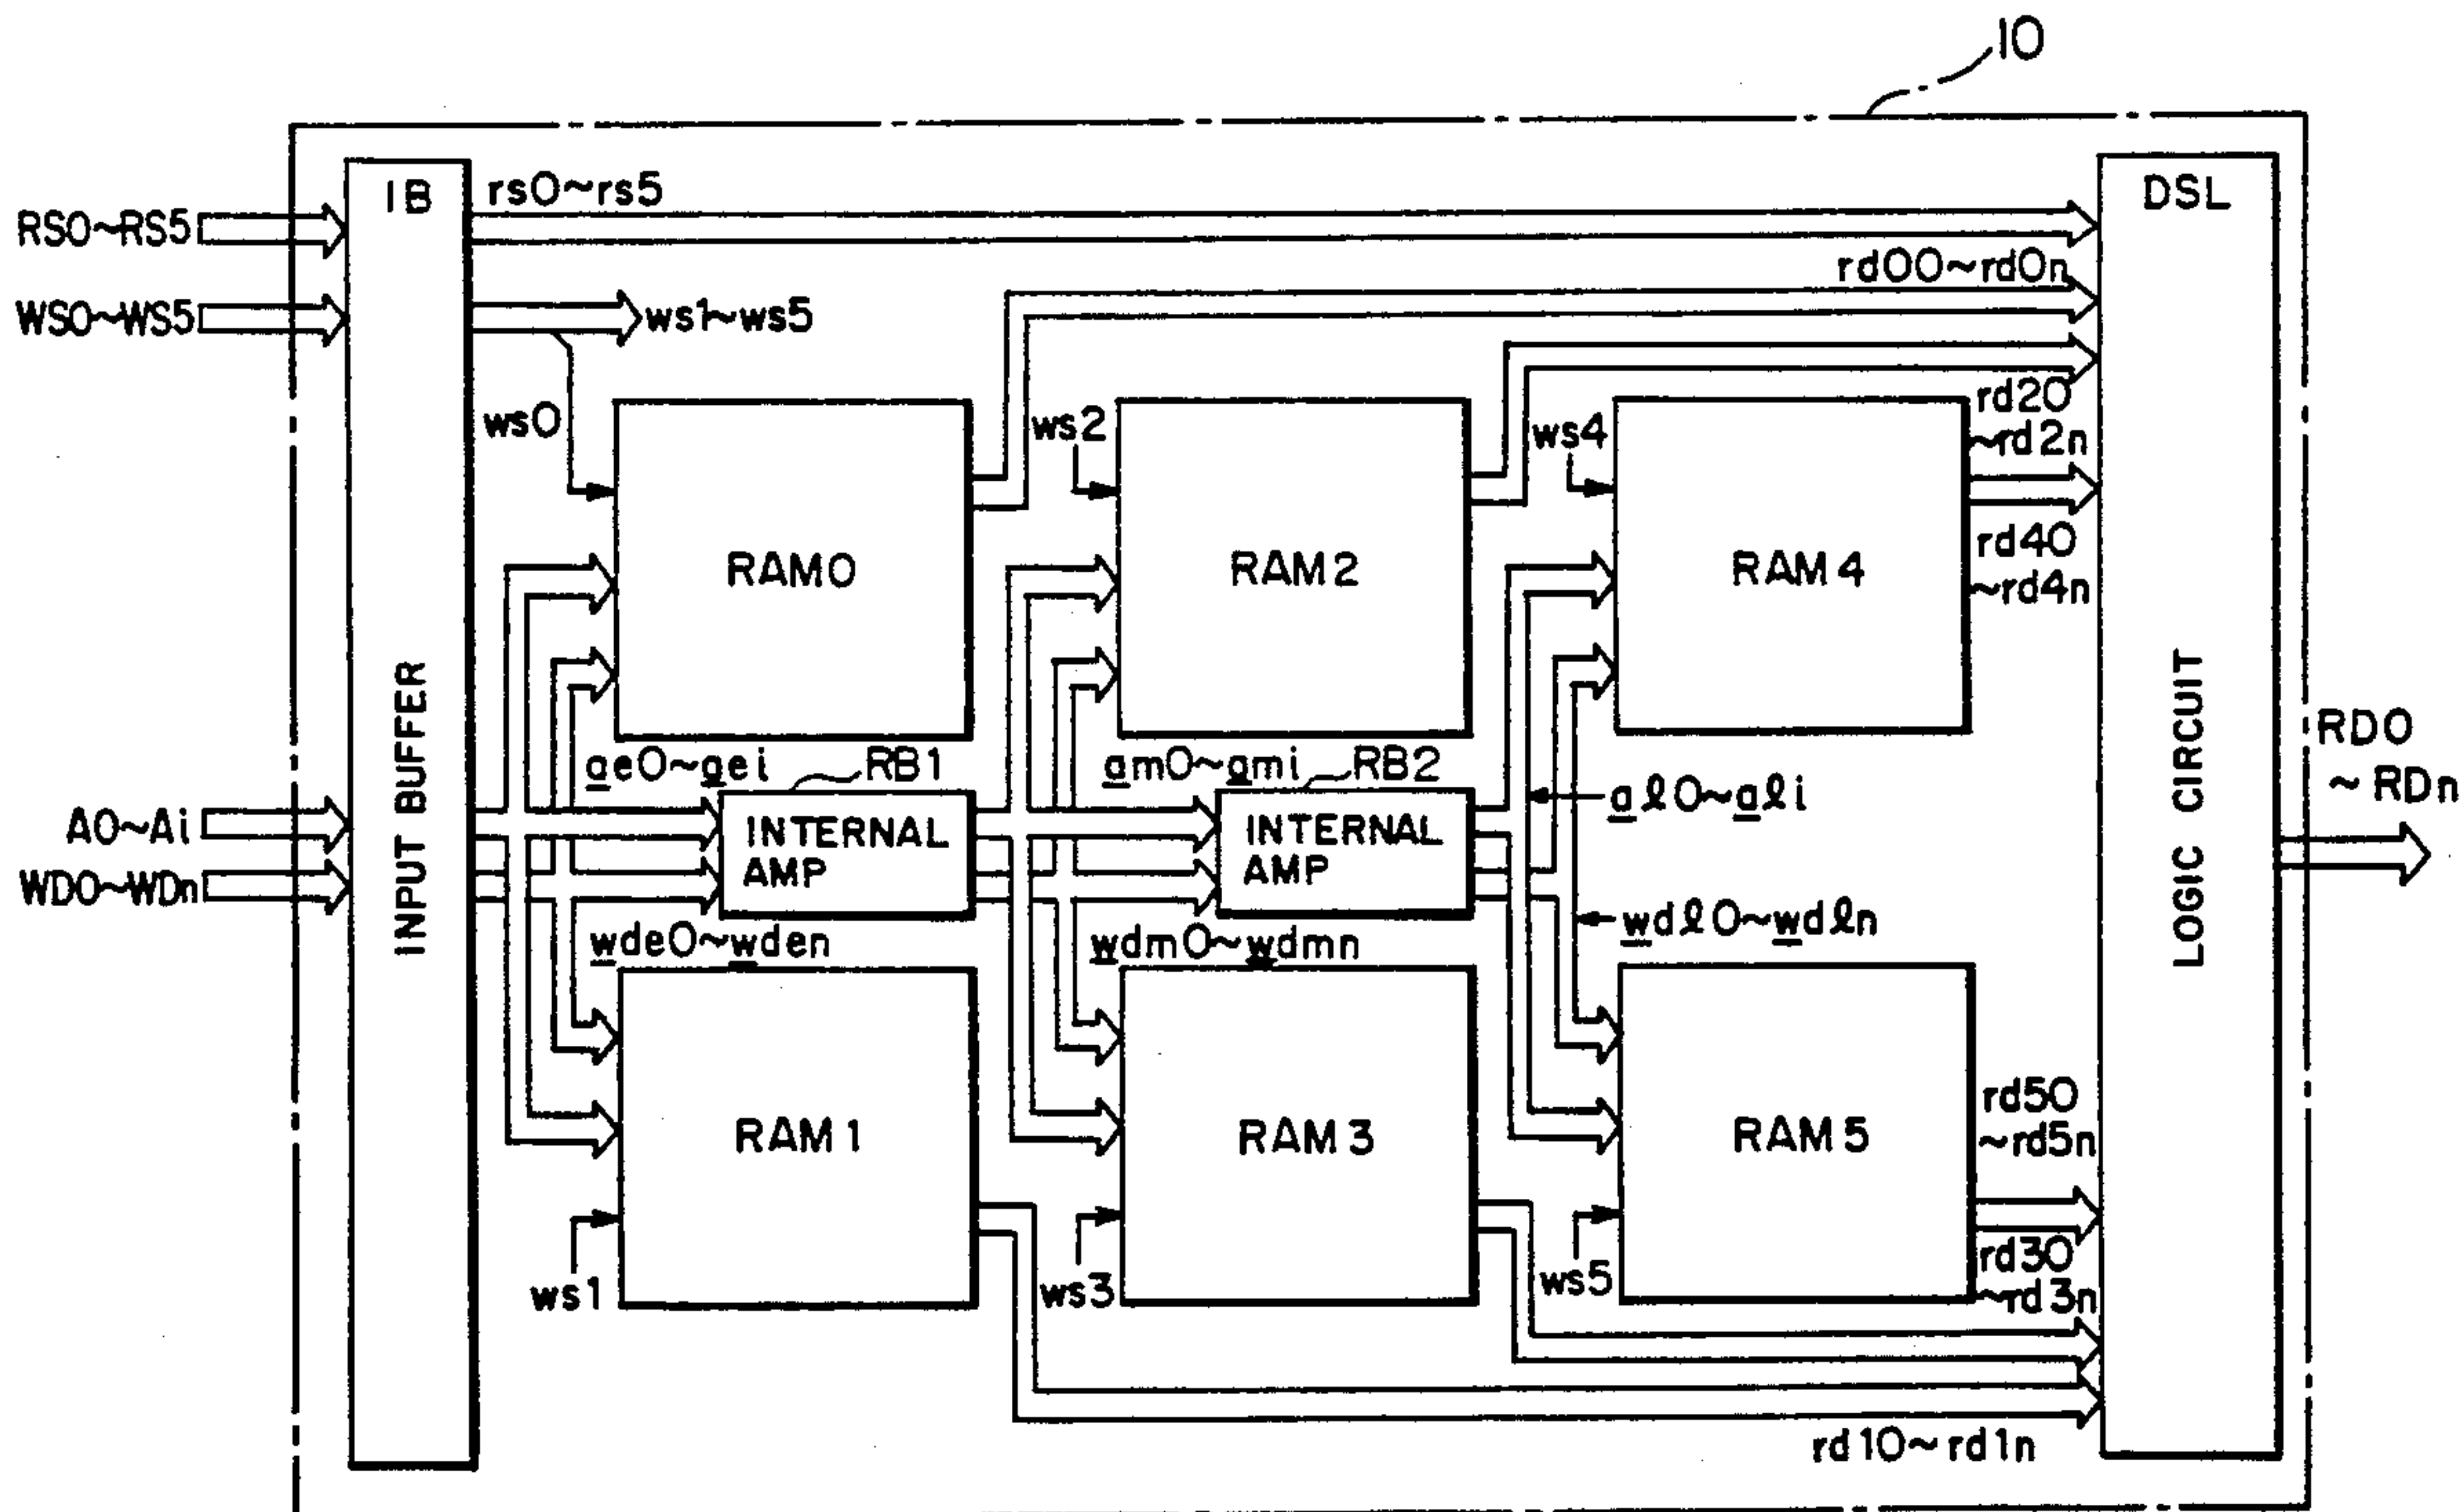 10
IB
rs0~rs5
DSL
RS0~RS5
rd00~rd0n
WS0~WS5
ws1~ws5
rd20
~rd2n
ws0
ws2
ws4
RAM0
RAM2
RAM4
rd40
~rd4n
INPUT BUFFER
LOGIC CIRCUIT
RD0
~ RDn
ae0~aei
RB1
am0~ami
RB2
aℓ0~aℓi
A0~Ai
INTERNAL
AMP
INTERNAL
AMP
WD0~WDn
wde0~wden
wdm0~wdmn
wdℓ0~wdℓn
RAM1
RAM3
RAM5
rd50
~rd5n
ws1
ws3
ws5
rd30
~rd3n
rd10~rd1n